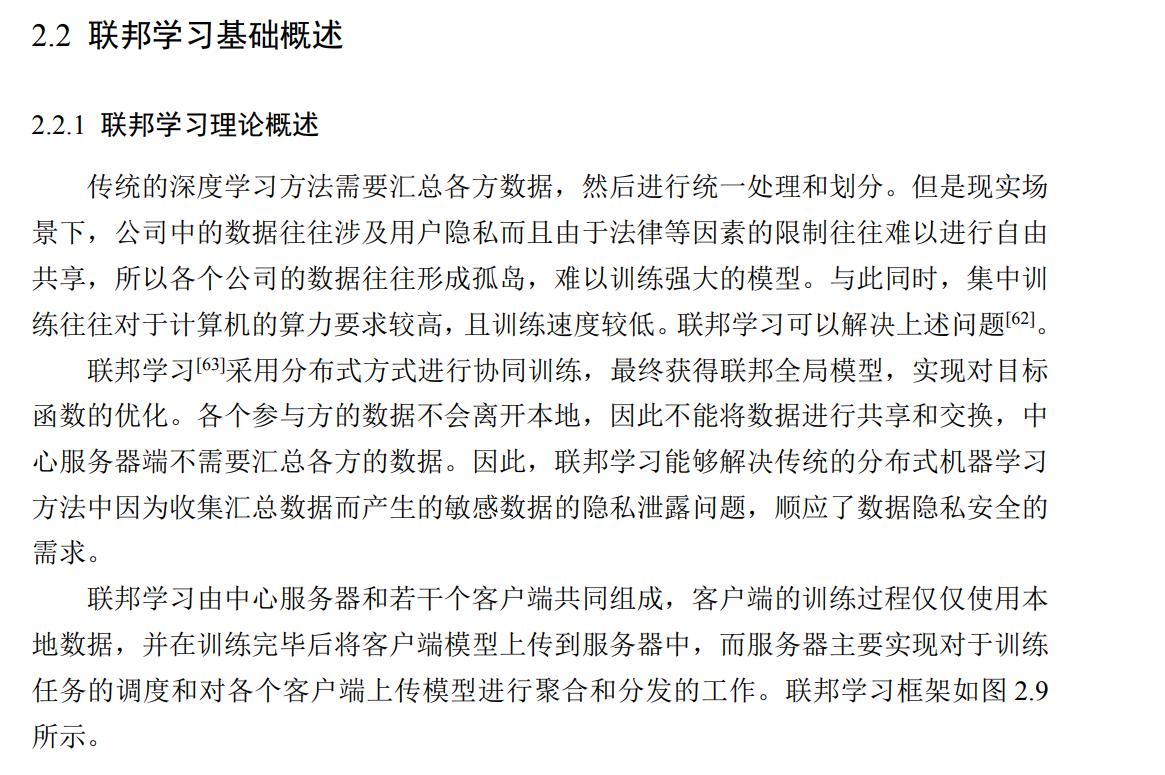 2.2 联邦学习基础概述
2.2.1 联邦学习理论概述
传统的深度学习方法需要汇总各方数据，然后进行统一处理和划分。但是现实场
景下，公司中的数据往往涉及用户隐私而且由于法律等因素的限制往往难以进行自由
共享，所以各个公司的数据往往形成孤岛，难以训练强大的模型。与此同时，集中训
练往往对于计算机的算力要求较高，且训练速度较低。联邦学习可以解决上述问题[62]。
联邦学习[63]采用分布式方式进行协同训练，最终获得联邦全局模型，实现对目标
函数的优化。各个参与方的数据不会离开本地，因此不能将数据进行共享和交换，中
心服务器端不需要汇总各方的数据。因此，联邦学习能够解决传统的分布式机器学习
方法中因为收集汇总数据而产生的敏感数据的隐私泄露问题，顺应了数据隐私安全的
需求。
联邦学习由中心服务器和若干个客户端共同组成，客户端的训练过程仅仅使用本
地数据，并在训练完毕后将客户端模型上传到服务器中，而服务器主要实现对于训练
任务的调度和对各个客户端上传模型进行聚合和分发的工作。联邦学习框架如图 2.9
所示。